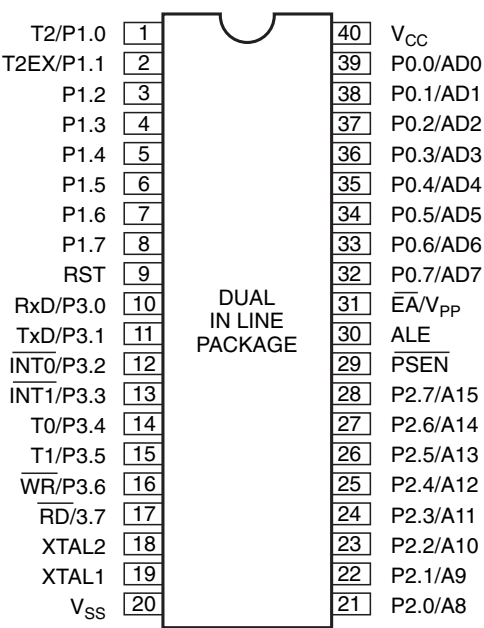 T2/P1.0 1 40 VCC
T2EX/P1.1 2 39 P0.0/AD0
P1.2 3 38 P0.1/AD1
P1.3 4 37 P0.2/AD2
P1.4 5 36 P0.3/AD3
P1.5 6 35 P0.4/AD4
P1.6 7 34 P0.5/AD5
P1.7 8 33 P0.6/AD6
RST 9 32 P0.7/AD7
RxD/P3.0 10 31 EA/VPP
TxD/P3.1 11 30 ALE
INT0/P3.2 12 29 PSEN
INT1/P3.3 13 28 P2.7/A15
T0/P3.4 14 27 P2.6/A14
T1/P3.5 15 26 P2.5/A13
WR/P3.6 16 25 P2.4/A12
RD/3.7 17 24 P2.3/A11
XTAL2 18 23 P2.2/A10
XTAL1 19 22 P2.1/A9
VSS 20 21 P2.0/A8
DUAL
IN LINE
PACKAGE